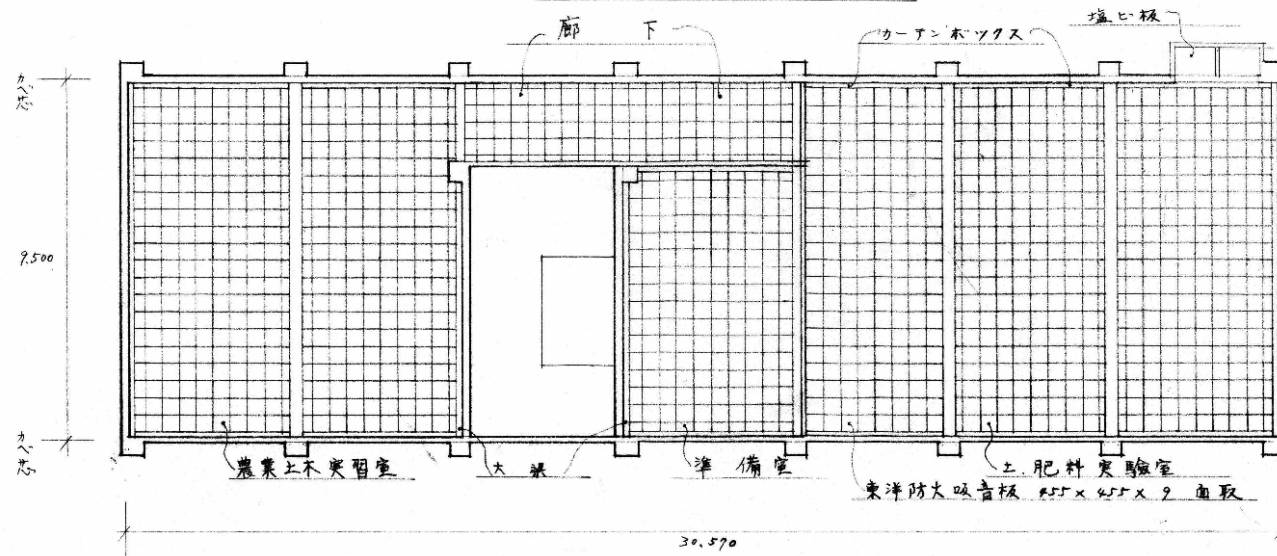 廊下
カーテンボックス
塩ビ板
カベ芯
9.500
カベ芯
農業土木実習室
大梁
準備室
土.肥料実験室
東洋防火吸音板 455×455×9 面取
30.570